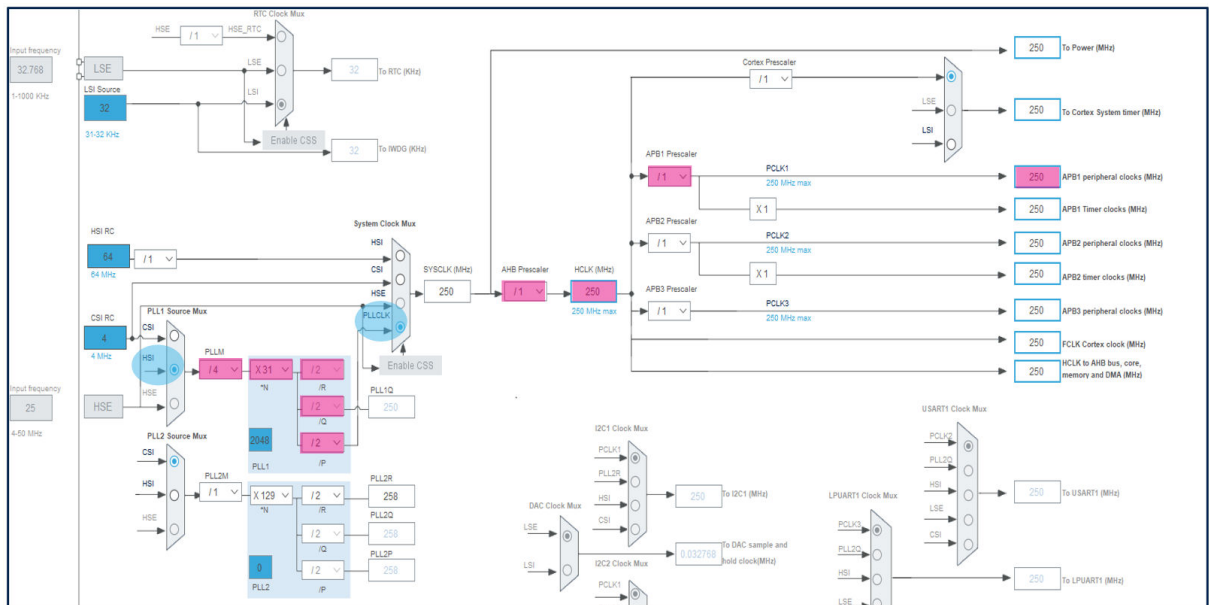 RTC Clock Mux
HSE
/ 1
HSE_RTC
Input frequency
32.768
1-1000 KHz
LSE
LSE
32
To RTC (KHz)
LSI Source
32
31-32 KHz
LSI
Enable CSS
32
To IWDG (KHz)
250
To Power (MHz)
Cortex Prescaler
/ 1
LSE
LSI
250
To Cortex System timer (MHz)
APB1 Prescaler
/ 1
PCLK1
250 MHz max
250
APB1 peripheral clocks (MHz)
X 1
250
APB1 Timer clocks (MHz)
APB2 Prescaler
/ 1
PCLK2
250 MHz max
250
APB2 peripheral clocks (MHz)
X 1
250
APB2 timer clocks (MHz)
APB3 Prescaler
/ 1
PCLK3
250 MHz max
250
APB3 peripheral clocks (MHz)
250
FCLK Cortex clock (MHz)
250
HCLK to AHB bus, core,
memory and DMA (MHz)
System Clock Mux
HSI RC
64
64 MHz
/ 1
HSI
CSI
HSE
PLLCLK
SYSCLK (MHz)
250
AHB Prescaler
/ 1
HCLK (MHz)
250
250 MHz max
Enable CSS
CSI RC
4
4 MHz
PLL1 Source Mux
CSI
HSI
HSE
PLLM
/ 4
X 31
*N
/ 2
/R
/ 2
/Q
/ 2
/P
2048
PLL1
PLL1Q
250
Input frequency
25
4-50 MHz
HSE
PLL2 Source Mux
CSI
HSI
HSE
PLL2M
/ 1
X 129
*N
/ 2
/R
/ 2
/Q
/ 2
/P
0
PLL2
PLL2R
258
PLL2Q
258
PLL2P
258
I2C1 Clock Mux
PCLK1
PLL2R
HSI
CSI
250
To I2C1 (MHz)
DAC Clock Mux
LSE
LSI
0.032768
To DAC sample and
hold clock(MHz)
I2C2 Clock Mux
PCLK1
USART1 Clock Mux
PCLK2
PLL2Q
HSI
LSE
CSI
250
To USART1 (MHz)
LPUART1 Clock Mux
PCLK3
PLL2Q
HSI
LSE
250
To LPUART1 (MHz)